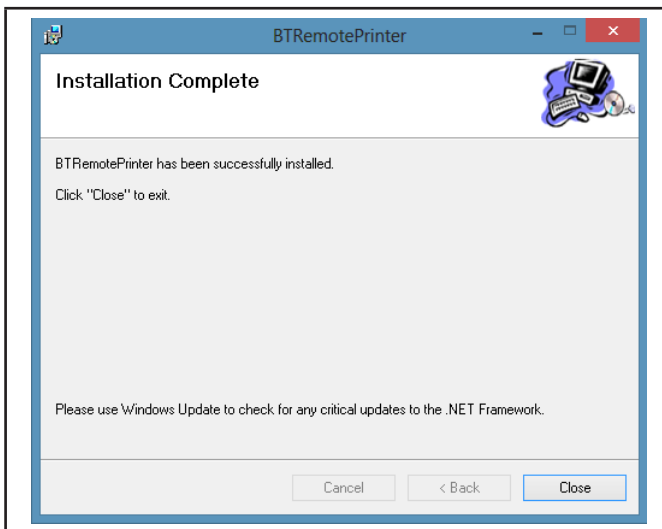 BTRemotePrinter
Installation Complete
BTRemotePrinter has been successfully installed.
Click "Close" to exit.
Please use Windows Update to check for any critical updates to the .NET Framework.
Cancel
< Back
Close